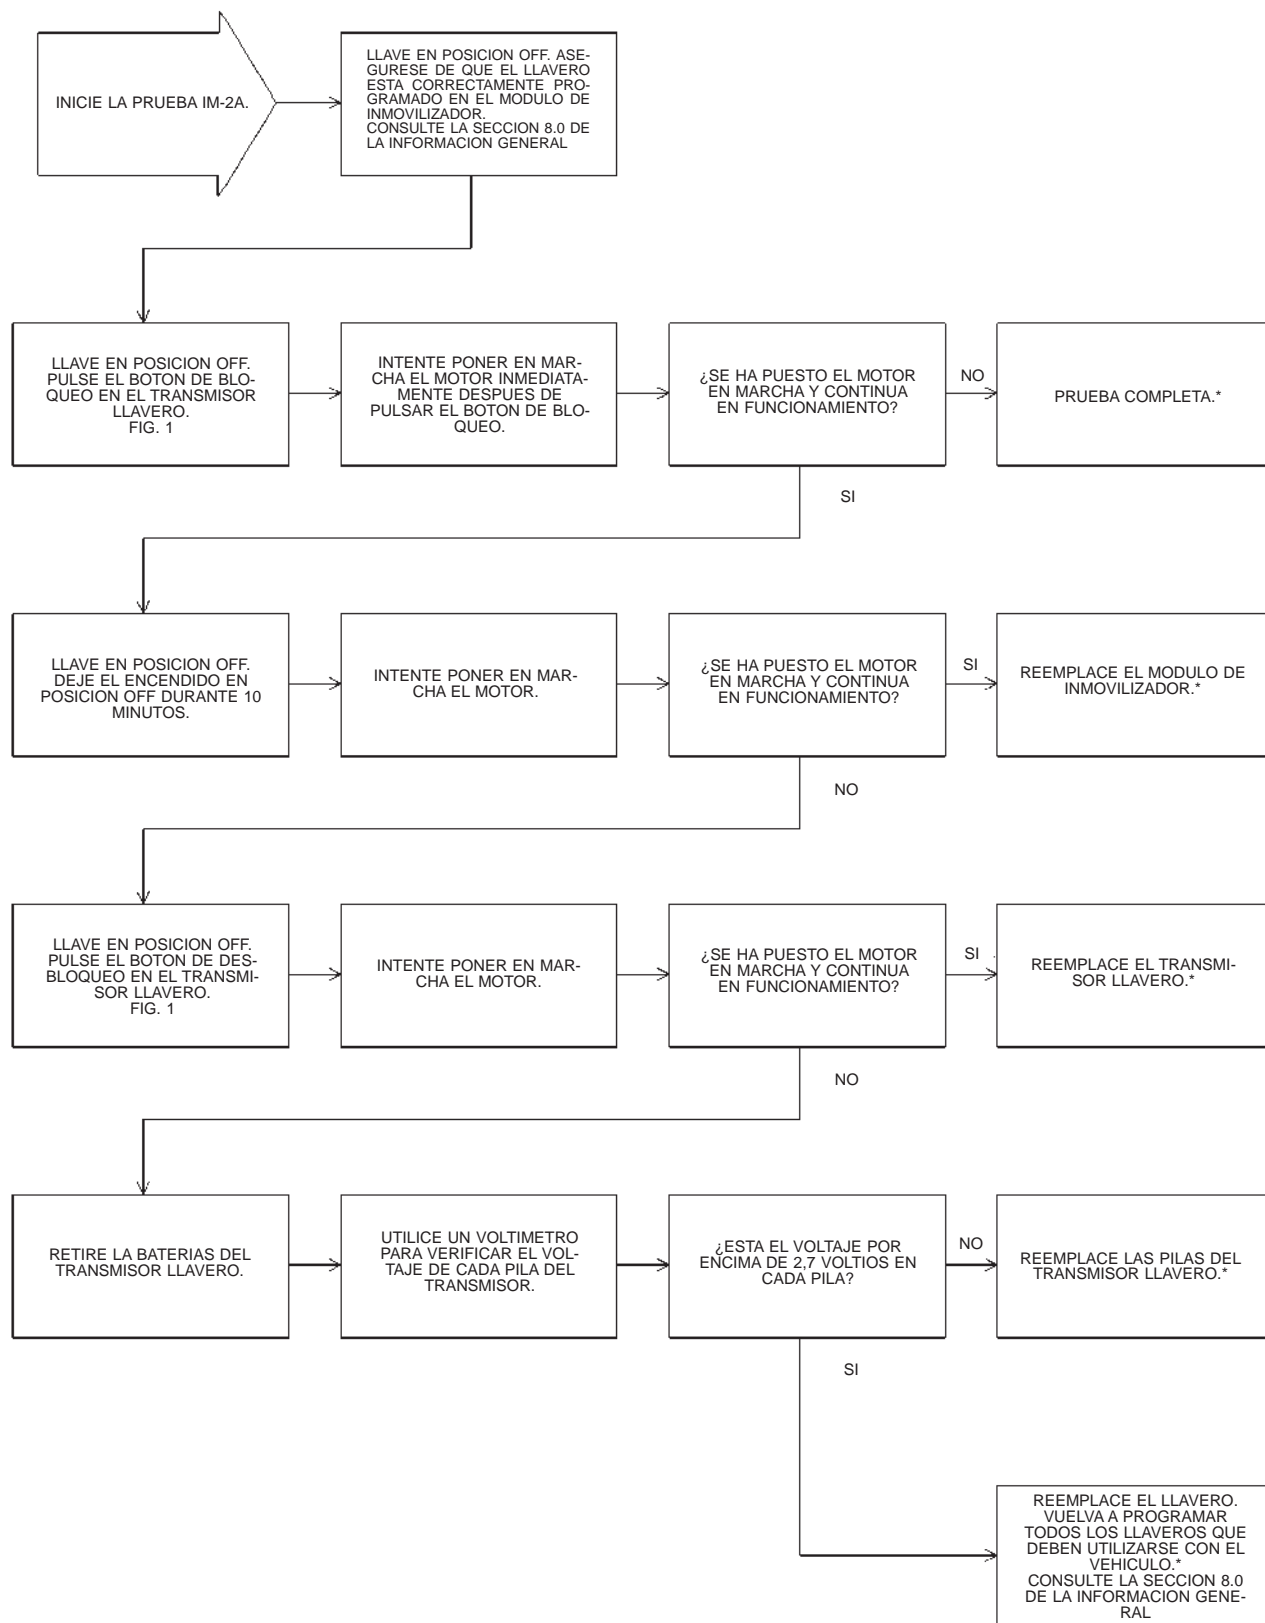 INICIE LA PRUEBA IM-2A.
LLAVE EN POSICION OFF. ASE-
GURESE DE QUE EL LLAVERO
ESTA CORRECTAMENTE PRO-
GRAMADO EN EL MODULO DE
INMOVILIZADOR.
CONSULTE LA SECCION 8.0 DE
LA INFORMACION GENERAL
LLAVE EN POSICION OFF.
PULSE EL BOTON DE BLO-
QUEO EN EL TRANSMISOR
LLAVERO.
FIG. 1
INTENTE PONER EN MAR-
CHA EL MOTOR INMEDIATA-
MENTE DESPUES DE
PULSAR EL BOTON DE BLO-
QUEO.
¿SE HA PUESTO EL MOTOR
EN MARCHA Y CONTINUA
EN FUNCIONAMIENTO?
NO
PRUEBA COMPLETA.*
SI
LLAVE EN POSICION OFF.
DEJE EL ENCENDIDO EN
POSICION OFF DURANTE 10
MINUTOS.
INTENTE PONER EN MAR-
CHA EL MOTOR.
¿SE HA PUESTO EL MOTOR
EN MARCHA Y CONTINUA
EN FUNCIONAMIENTO?
SI
REEMPLACE EL MODULO DE
INMOVILIZADOR.*
NO
LLAVE EN POSICION OFF.
PULSE EL BOTON DE DES-
BLOQUEO EN EL TRANSMI-
SOR LLAVERO.
FIG. 1
INTENTE PONER EN MAR-
CHA EL MOTOR.
¿SE HA PUESTO EL MOTOR
EN MARCHA Y CONTINUA
EN FUNCIONAMIENTO?
SI
REEMPLACE EL TRANSMI-
SOR LLAVERO.*
NO
RETIRE LA BATERIAS DEL
TRANSMISOR LLAVERO.
UTILICE UN VOLTIMETRO
PARA VERIFICAR EL VOL-
TAJE DE CADA PILA DEL
TRANSMISOR.
¿ESTA EL VOLTAJE POR
ENCIMA DE 2,7 VOLTIOS EN
CADA PILA?
NO
REEMPLACE LAS PILAS DEL
TRANSMISOR LLAVERO.*
SI
REEMPLACE EL LLAVERO.
VUELVA A PROGRAMAR
TODOS LOS LLAVEROS QUE
DEBEN UTILIZARSE CON EL
VEHICULO.*
CONSULTE LA SECCION 8.0
DE LA INFORMACION GENE-
RAL